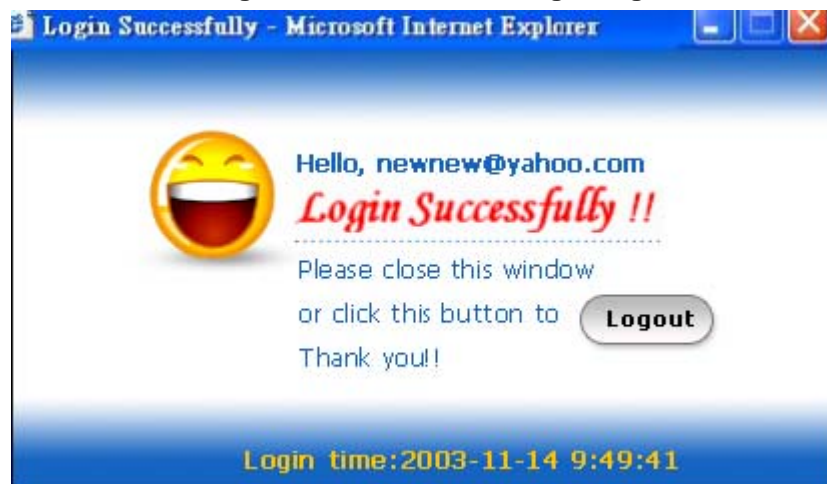 Login Successfully - Microsoft Internet Explorer
Hello, newnew@yahoo.com
Login Successfully !!
Please close this window
or click this button to Logout
Thank you!!
Login time:2003-11-14 9:49:41